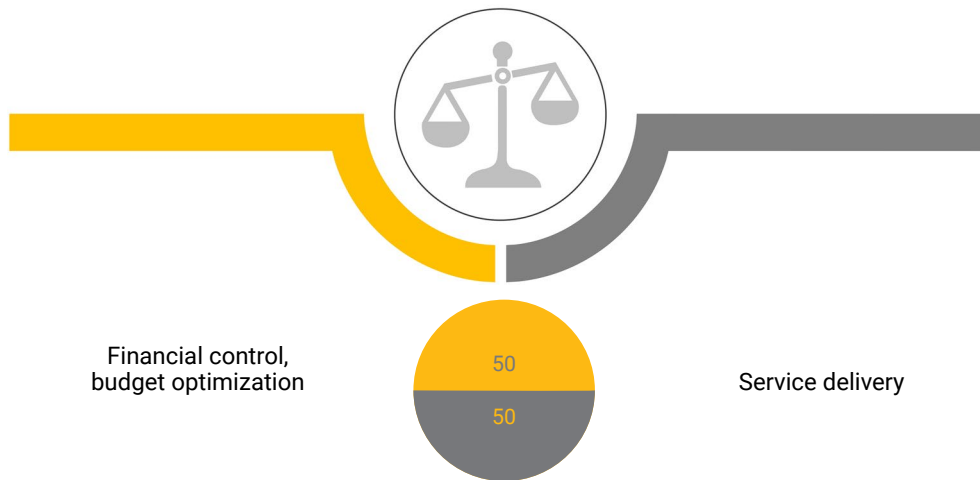 Financial control,
budget optimization
50
50
Service delivery